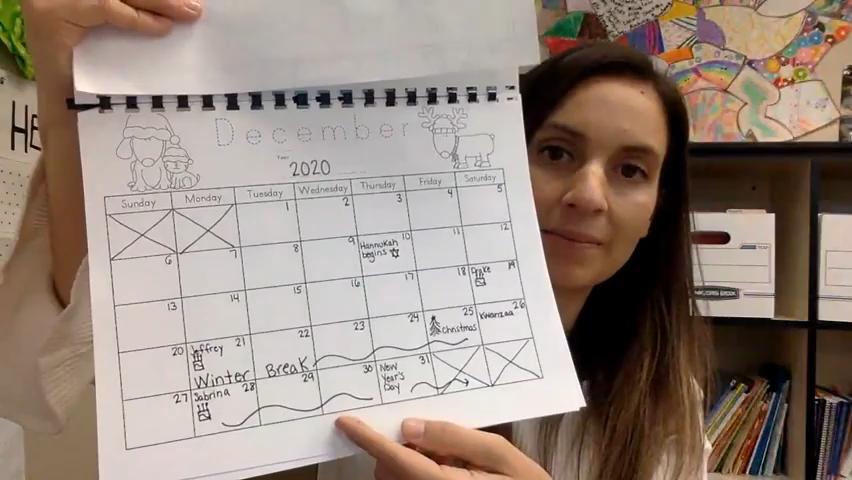 December
Year
2020
Sunday Monday Tuesday Wednesday Thursday Friday Saturday
1 2 3 4 5
6 7 8 9 10 11 12
Hannukah
begins
13 14 15 16 17 18 19
Drake
20 21 22 23 24 25 26
Jeffrey
Christmas
Kwanzaa
Winter Break
27 28 29 30 31
Sabrina
New
Year's
Day
HE